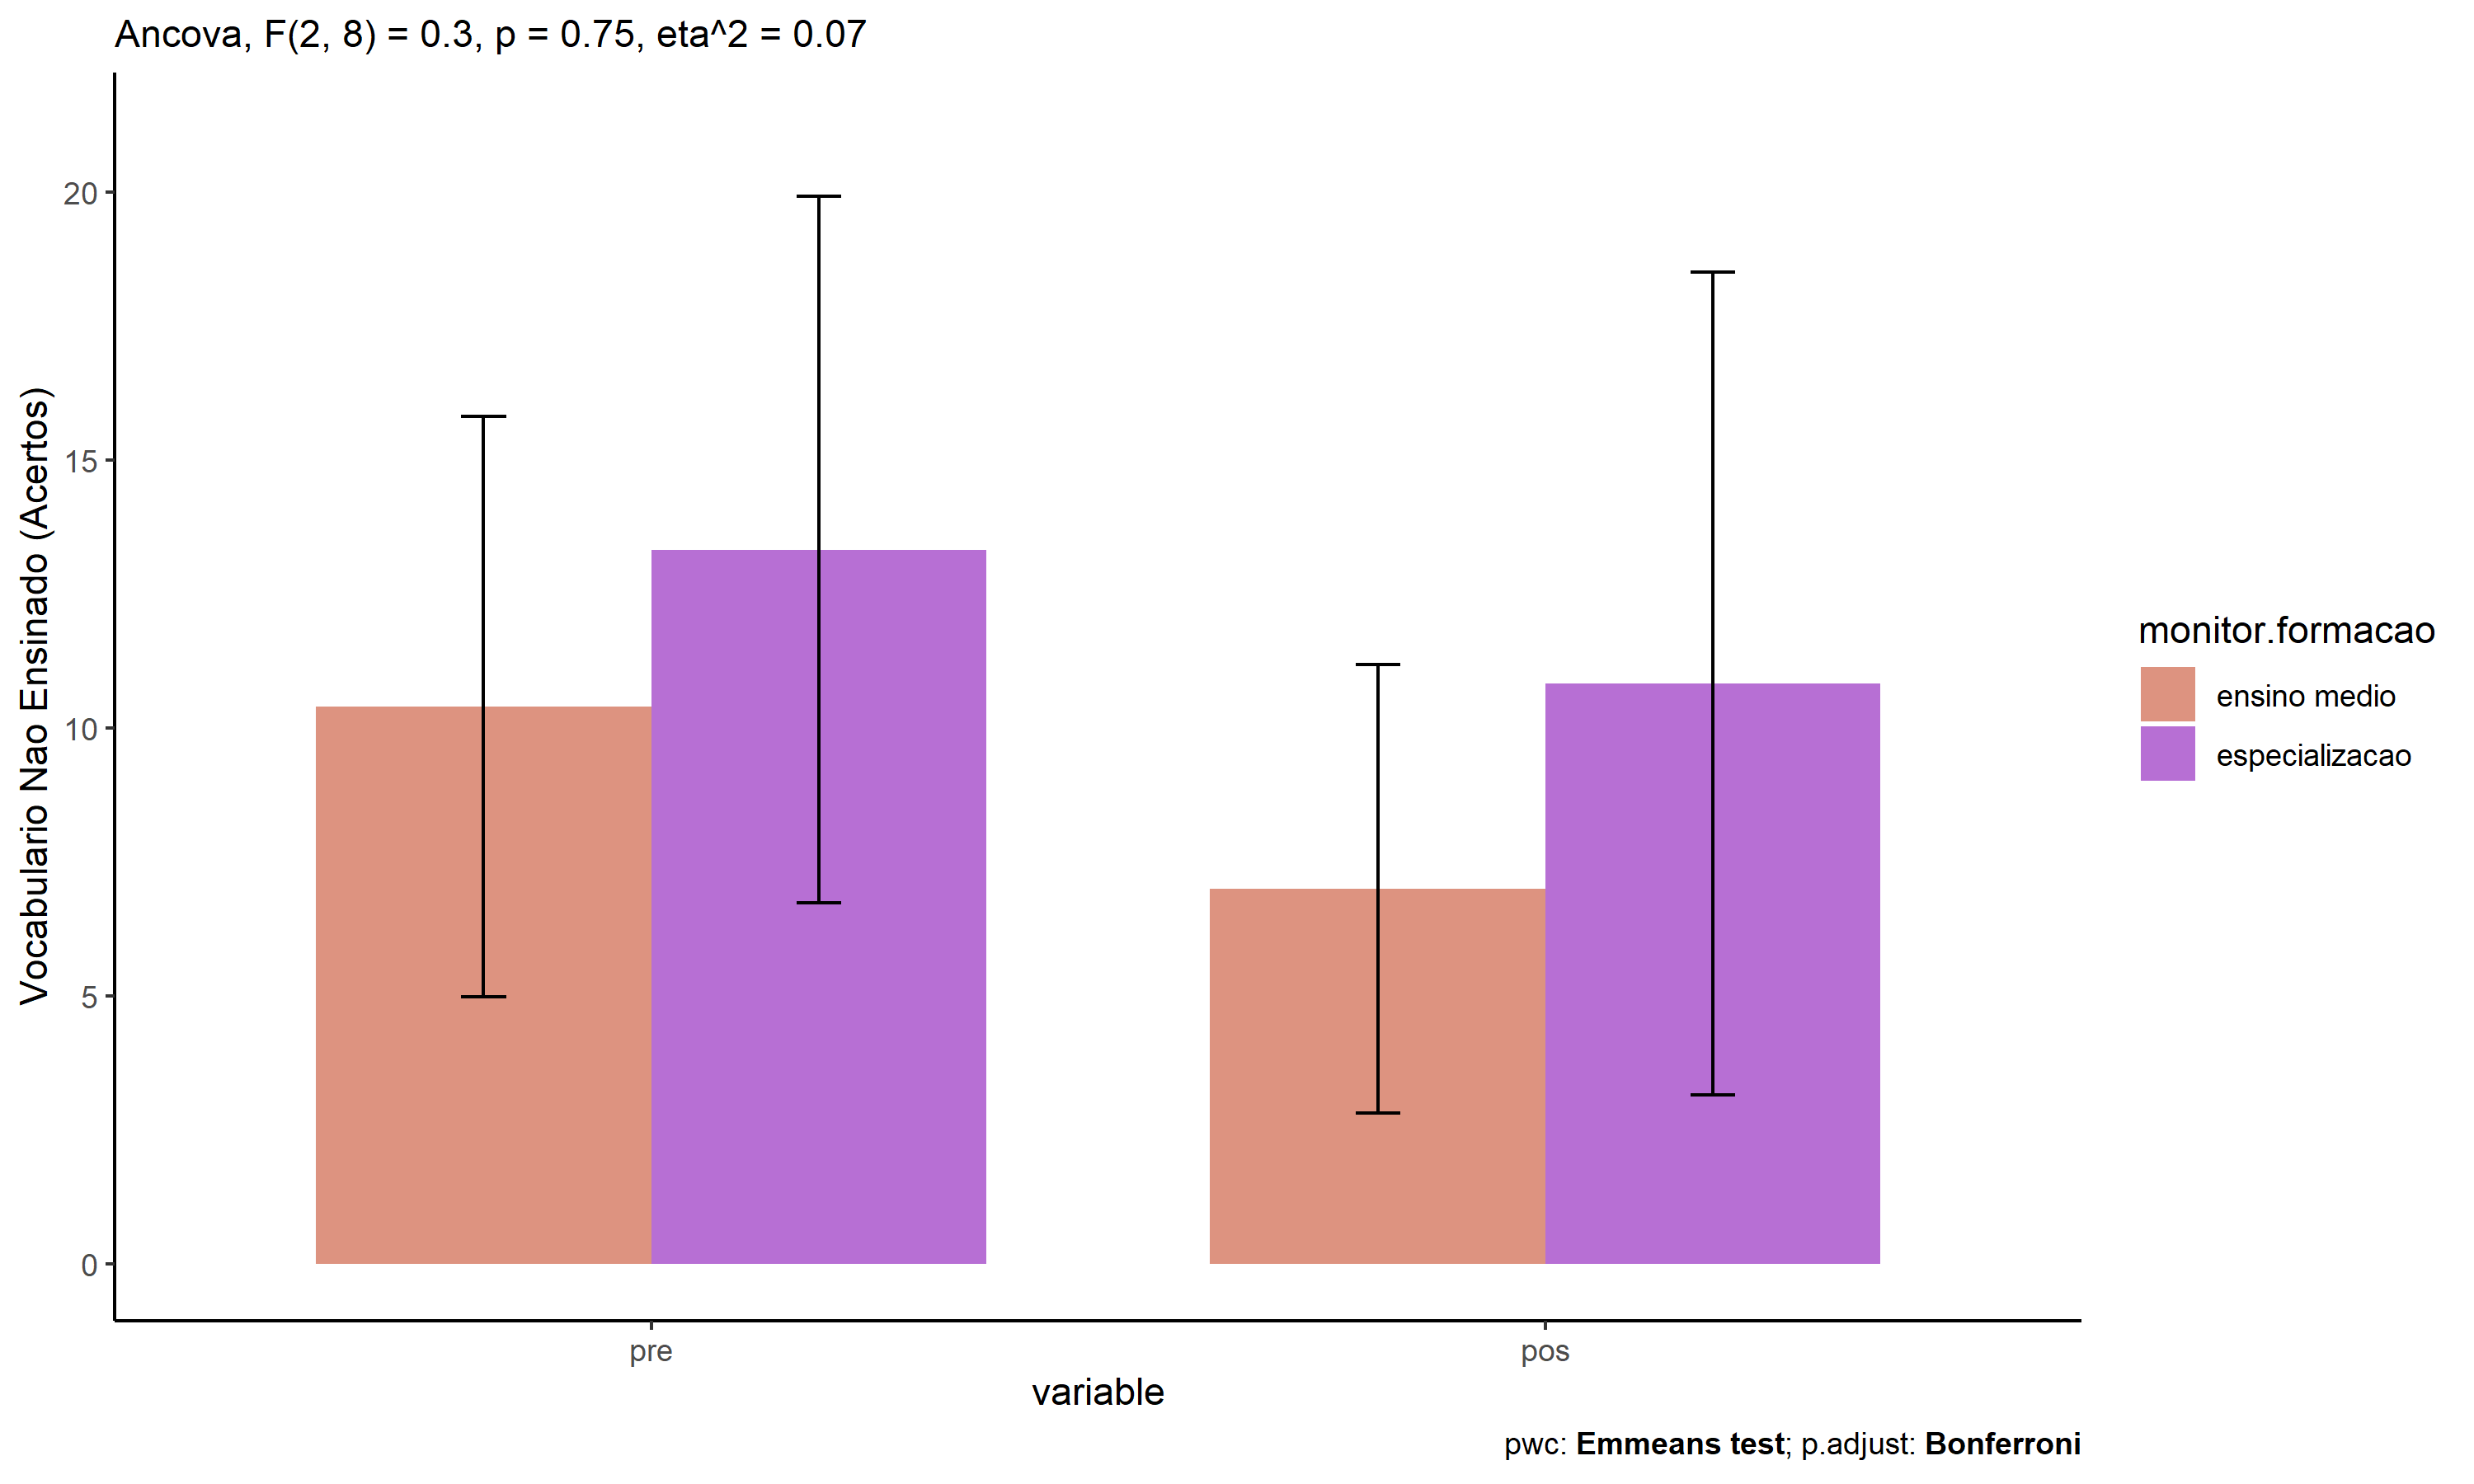 Ancova, F(2, 8) = 0.3, p = 0.75, eta^2 = 0.07
Vocabulario Nao Ensinado (Acertos)
20
15
10
5
0
pre
pos
variable
monitor.formacao
ensino medio
especializacao
pwc: Emmeans test; p.adjust: Bonferroni